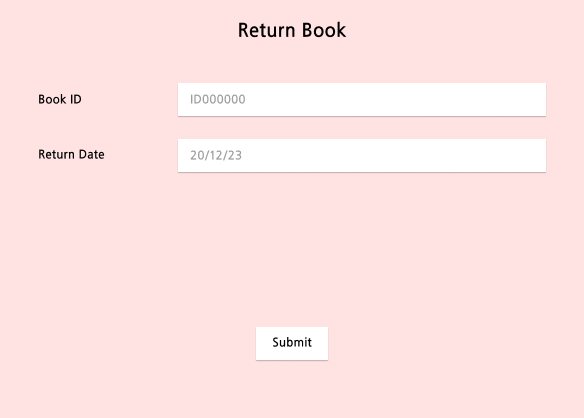 Return Book
Book ID
ID000000
Return Date
20/12/23
Submit